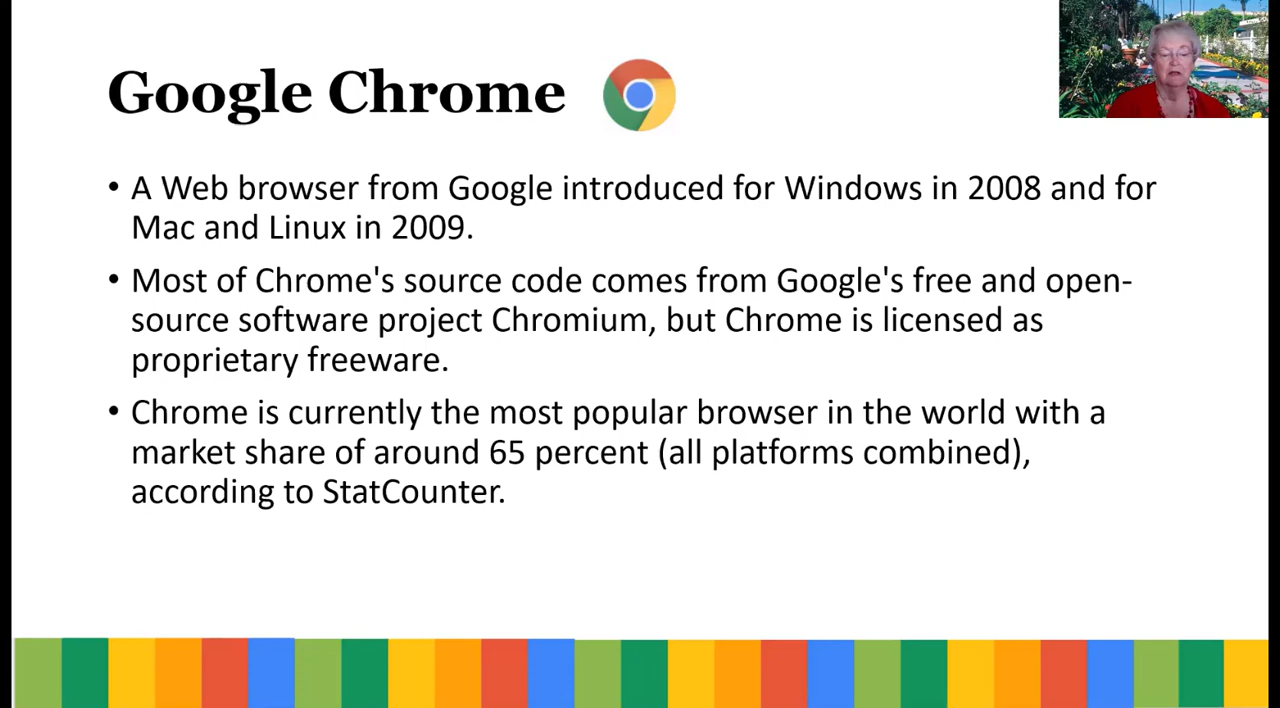 Google Chrome
• A Web browser from Google introduced for Windows in 2008 and for
Mac and Linux in 2009.
• Most of Chrome's source code comes from Google's free and open-
source software project Chromium, but Chrome is licensed as
proprietary freeware.
• Chrome is currently the most popular browser in the world with a
market share of around 65 percent (all platforms combined),
according to StatCounter.